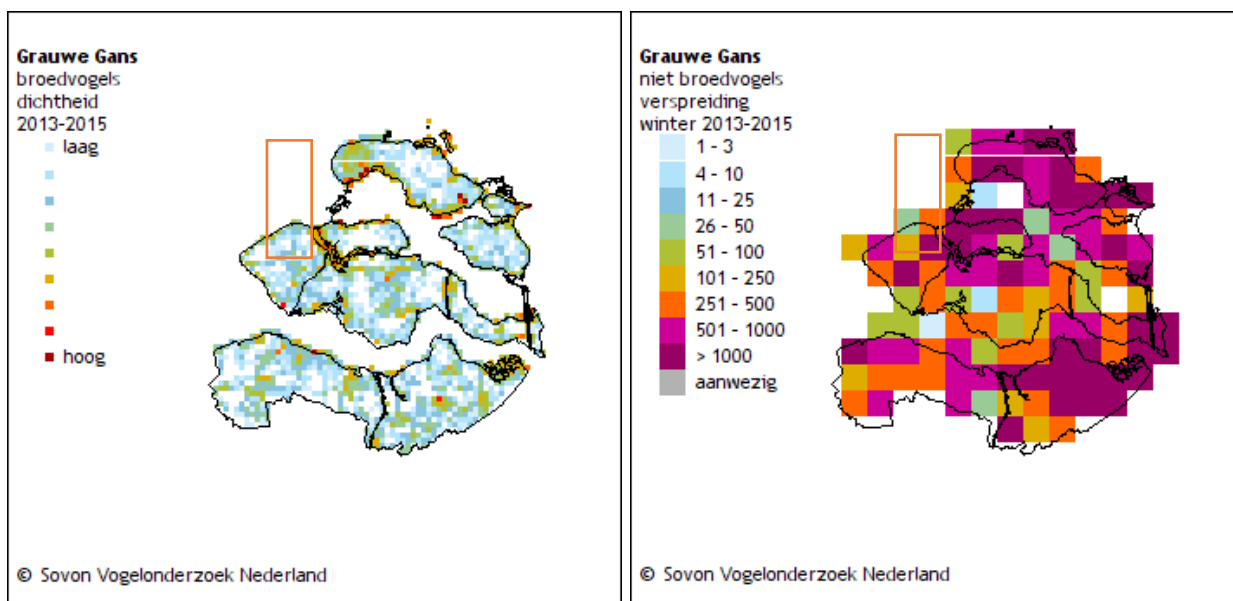 Grauwe Gans
broedvogels
dichtheid
2013-2015
laag
hoog
© Sovon Vogelonderzoek Nederland
Grauwe Gans
niet broedvogels
verspreiding
winter 2013-2015
1 - 3
4 - 10
11 - 25
26 - 50
51 - 100
101 - 250
251 - 500
501 - 1000
> 1000
aanwezig
© Sovon Vogelonderzoek Nederland